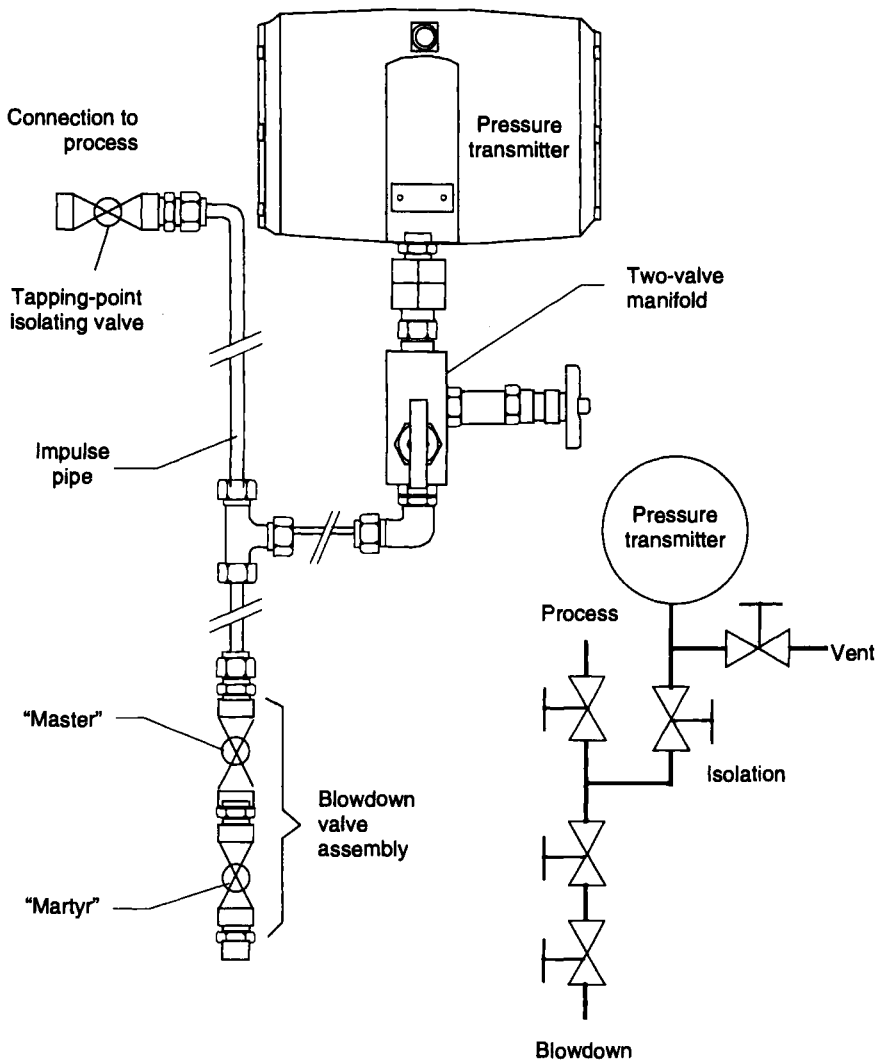 Connection to
process
Pressure
transmitter
Tapping-point
isolating valve
Two-valve
manifold
Impulse
pipe
Pressure
transmitter
Process
Vent
"Master"
Isolation
Blowdown
valve
assembly
"Martyr"
Blowdown